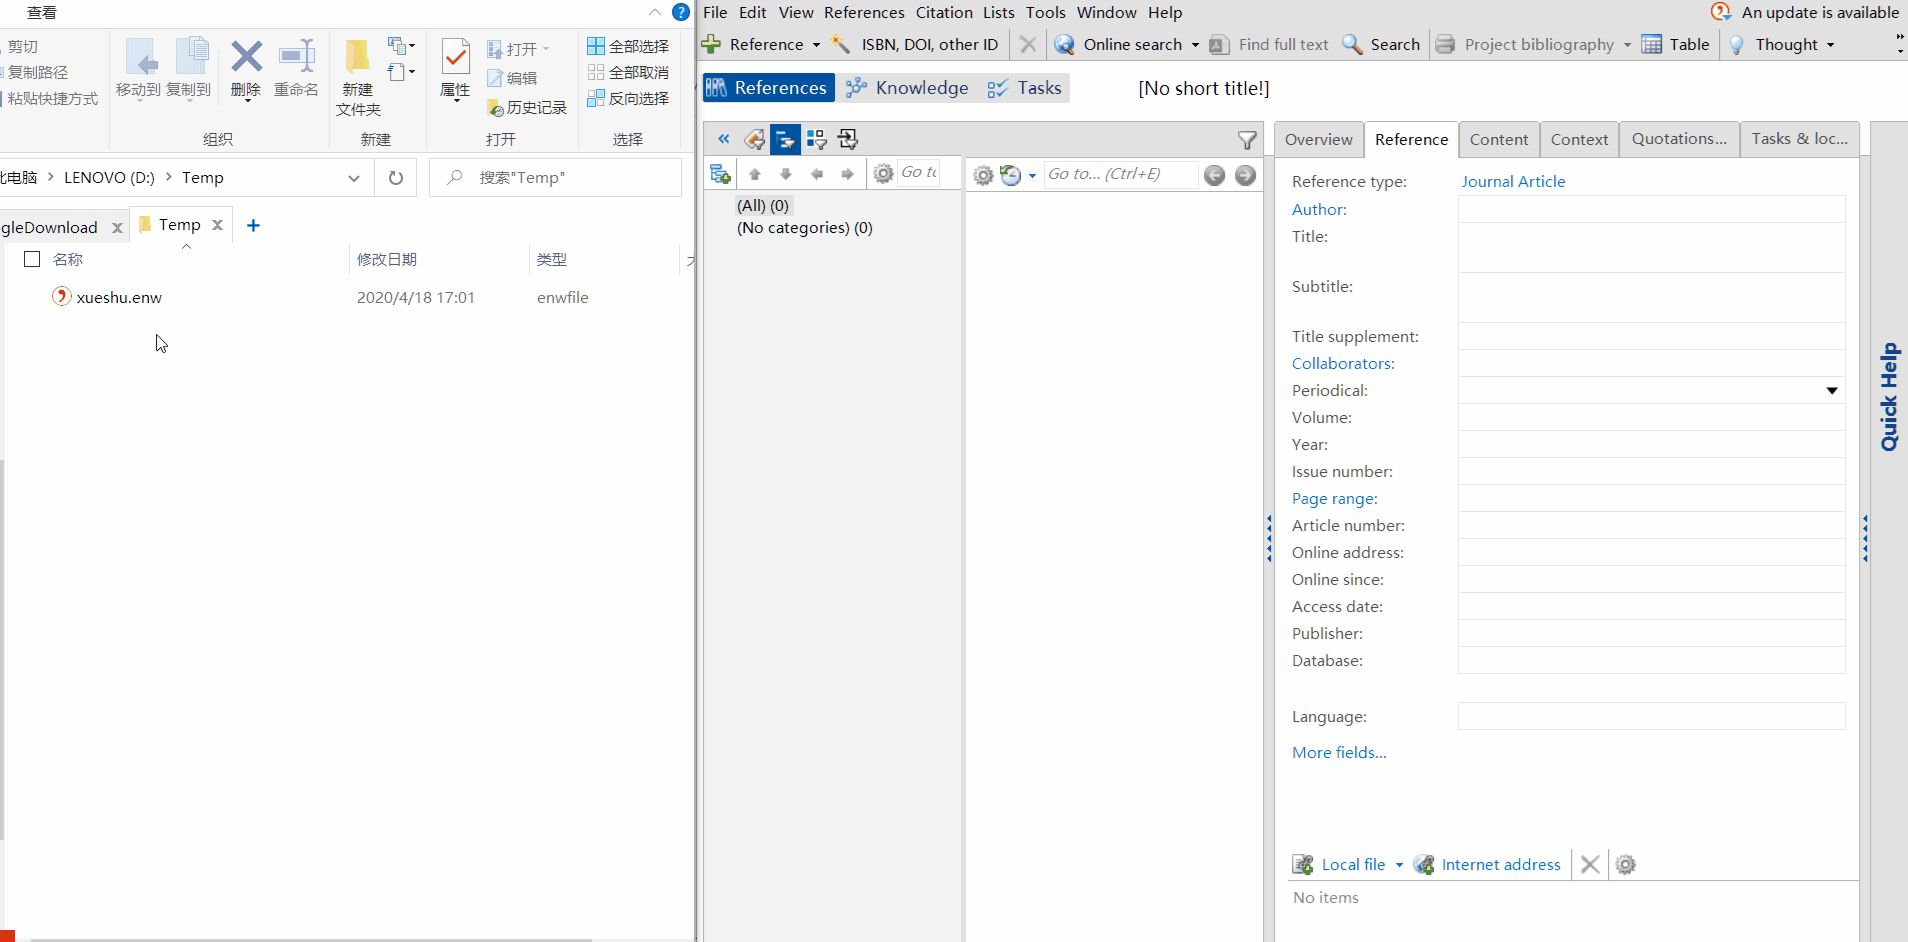 查看
剪切
复制路径
粘贴快捷方式
移动到
复制到
删除
重命名
新建
文件夹
属性
打开
编辑
历史记录
全部选择
全部取消
反向选择
组织
新建
打开
选择
电脑 > LENOVO (D:) > Temp
搜索"Temp"
gleDownload
Temp
名称
修改日期
类型
xueshu.enw
2020/4/18 17:01
enwfile
File Edit View References Citation Lists Tools Window Help
An update is available
Reference
ISBN, DOI, other ID
Online search
Find full text
Search
Project bibliography
Table
Thought
References
Knowledge
Tasks
[No short title!]
Go to... (Ctrl+E)
(All) (0)
(No categories) (0)
Overview
Reference
Content
Context
Quotations...
Tasks & loc...
Reference type: Journal Article
Author:
Title:
Subtitle:
Title supplement:
Collaborators:
Periodical:
Volume:
Year:
Issue number:
Page range:
Article number:
Online address:
Online since:
Access date:
Publisher:
Database:
Language:
More fields...
Local file
Internet address
No items
Quick Help